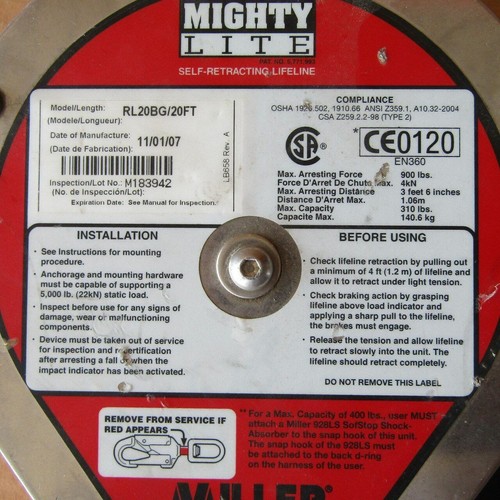 MIGHTY
LITE
PAT. NO. 5,771,993
SELF-RETRACTING LIFELINE
Model/Length: RL20BG/20FT
(Modele/Longueur):
Date of Manufacture: 11/01/07
(Date de Fabrication):
Inspection/Lot No.: M183942
(No. de Inspección/Lot):
Expiration Date: See Manual for Inspection.
LB658 Rev. A
COMPLIANCE
OSHA 1926.502, 1910.66 ANSI Z359.1, A10.32-2004
CSA Z259.2.2-98 (TYPE 2)
* CE0120
EN360
Max. Arresting Force 900 lbs.
Force D'Arret De Chute Max. 4kN
Max. Arresting Distance 3 feet 6 inches
Distance D'Arret Max. 1.06m
Max. Capacity 310 lbs.
Capacite Max. 140.6 kg
INSTALLATION
• See Instructions for mounting
procedure.
• Anchorage and mounting hardware
must be capable of supporting a
5,000 lb. (22kN) static load.
• Inspect before use for any signs of
damage, wear or malfunctioning
components.
• Device must be taken out of service
for inspection and recertification
after arresting a fall or when the
impact indicator has been activated.
BEFORE USING
• Check lifeline retraction by pulling out
a minimum of 4 ft (1.2 m) of lifeline and
allow it to retract under light tension.
• Check braking action by grasping
lifeline above load indicator and
applying a sharp pull to the lifeline,
the brakes must engage.
• Release the tension and allow lifeline
to retract slowly into the unit. The
lifeline should retract completely.
DO NOT REMOVE THIS LABEL
REMOVE FROM SERVICE IF
RED APPEARS
**For a Max. Capacity of 400 lbs., user MUST
attach a Miller 928LS SofStop Shock-
Absorber to the snap hook of this unit.
The snap hook of the 928LS must
be attached to the back d-ring
on the harness of the user.
MILLER